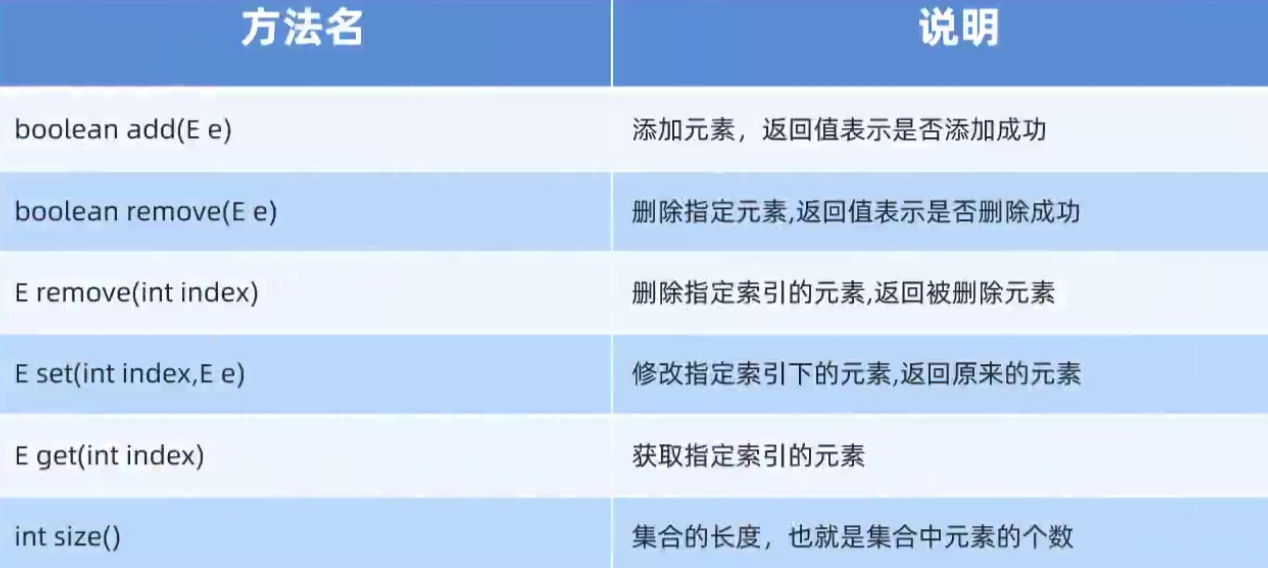 方法名 说明
boolean add(E e) 添加元素，返回值表示是否添加成功
boolean remove(E e) 删除指定元素,返回值表示是否删除成功
E remove(int index) 删除指定索引的元素,返回被删除元素
E set(int index,E e) 修改指定索引下的元素,返回原来的元素
E get(int index) 获取指定索引的元素
int size() 集合的长度，也就是集合中元素的个数